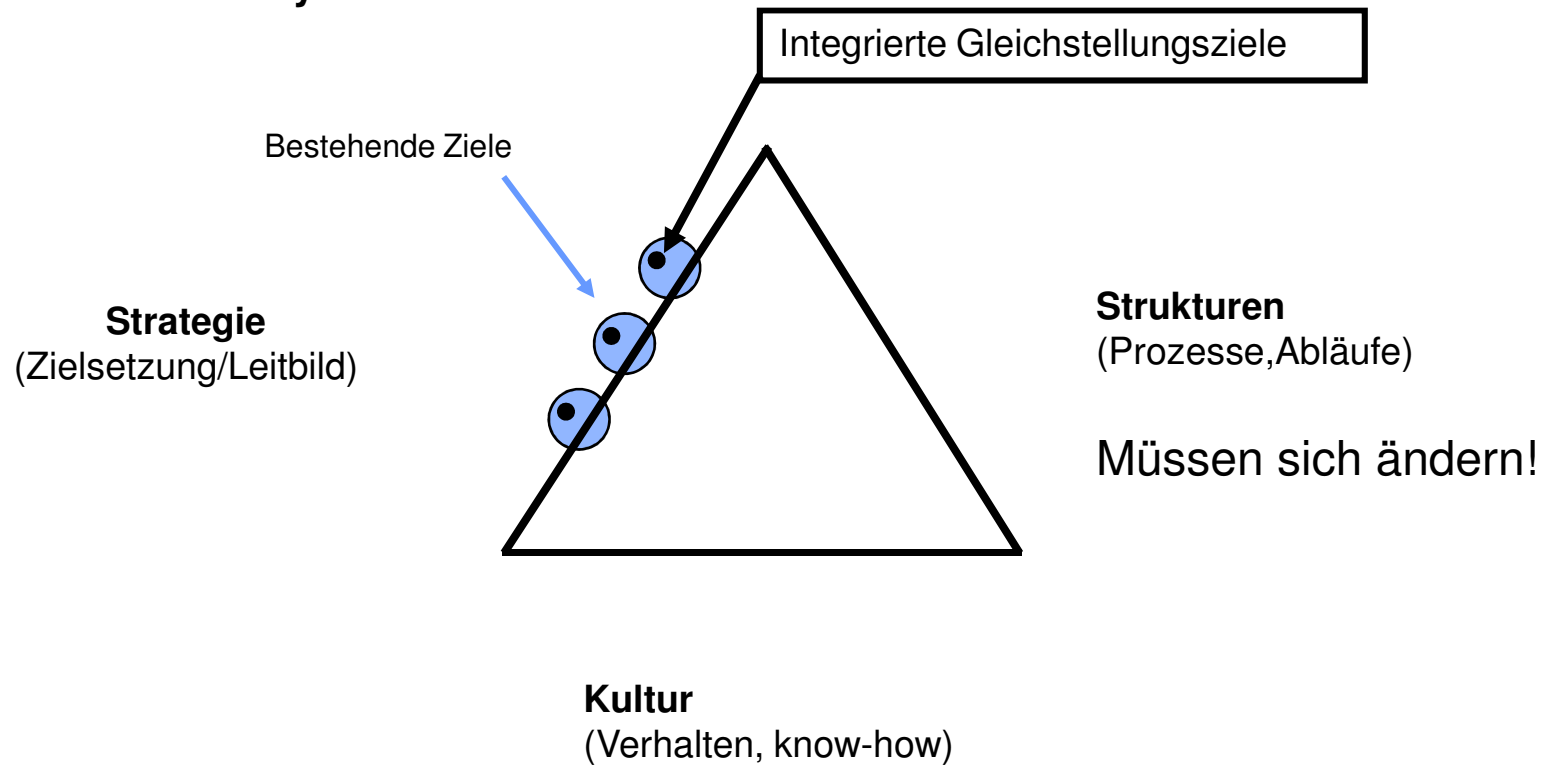 Integrierte Gleichstellungsziele
Bestehende Ziele
Strategie
(Zielsetzung/Leitbild)
Strukturen
(Prozesse,Abläufe)
Müssen sich ändern!
Kultur
(Verhalten, know-how)